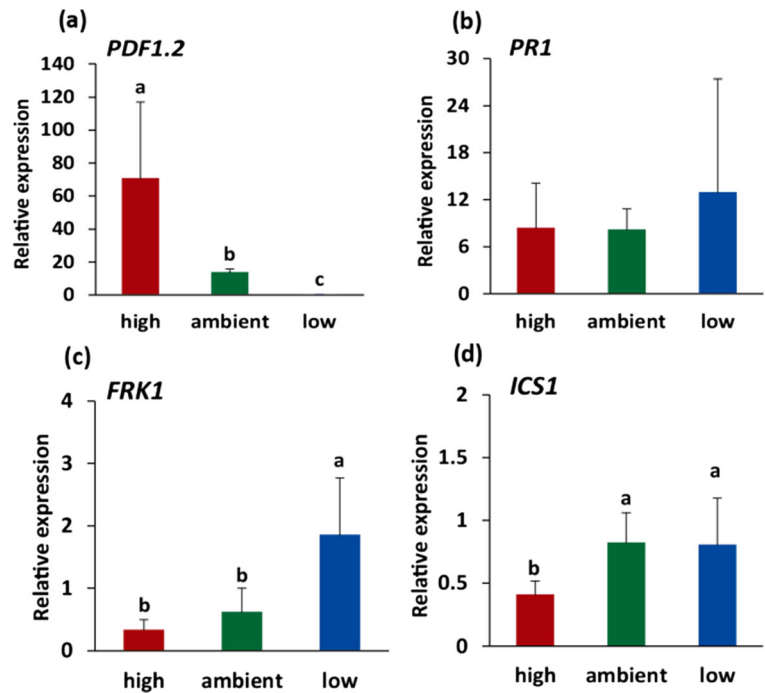 (a)
PDF1.2
140
120
100
80
60
40
20
0
Relative expression
a
b
c
high ambient low
(b)
PR1
30
24
18
12
6
0
Relative expression
high ambient low
(c)
FRK1
4
3
2
1
0
Relative expression
b
b
a
high ambient low
(d)
ICS1
2
1.5
1
0.5
0
Relative expression
b
a
a
high ambient low